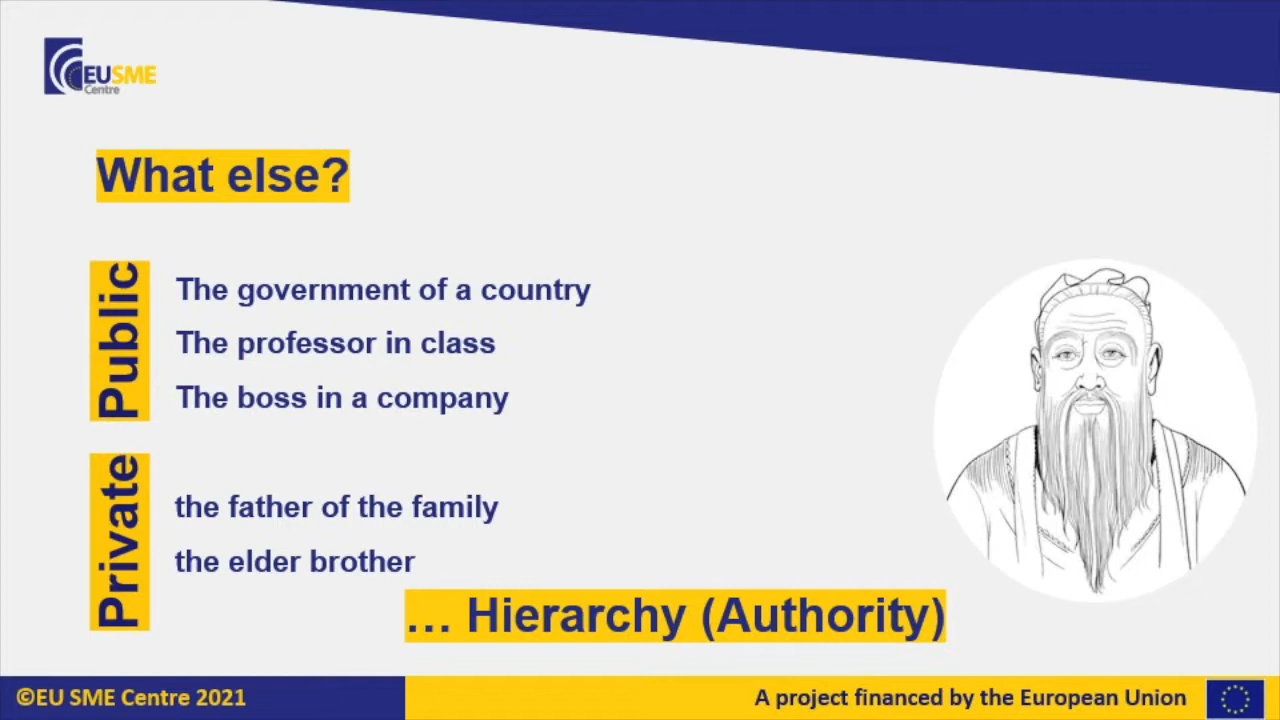 EUSME
Centre
What else?
Public
The government of a country
The professor in class
The boss in a company
Private
the father of the family
the elder brother
… Hierarchy (Authority)
©EU SME Centre 2021
A project financed by the European Union